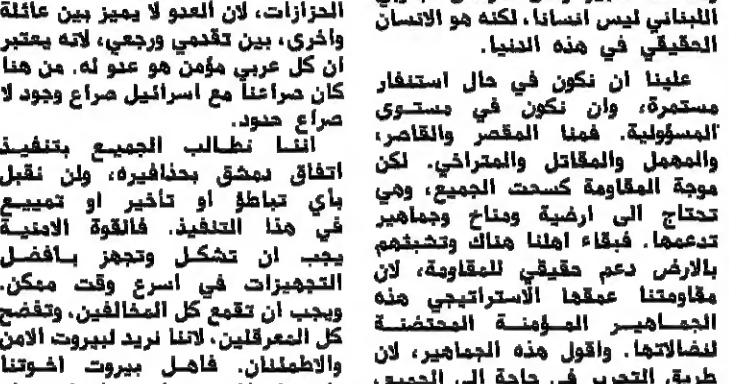 اللبناني ليس انسانا، لكنه هو الانسان
الحقيقي في هذه الدنيا.
علينا ان نكون في حال استنفار
مستمرة، وان نكون في مستوى
المسؤولية. فمنا المقصر والقاصر،
والمهمل والمقاتل والمتراخي. لكن
موجة المقاومة كسحت الجميع، وهي
تحتاج الى ارضية ومناخ وجماهير
تدعمها. فبقاء اهلنا هناك وتشبثهم
بالارض دعم حقيقي للمقاومة، لان
مقاومتنا عمقها الاستراتيجي هذه
الجماهير المؤمنة المحتضنة
لنضالاتها. واقول هذه الجماهير، لان
طريق التحرير في حاجة الى الجميع،
الحزازات، لان العدو لا يميز بين عائلة
واخرى، بين تقدمي ورجعي، لانه يعتبر
ان كل عربي مؤمن هو عدو له. من هنا
كان صراعنا مع اسرائيل صراع وجود لا
صراع حدود.
اننا نطالب الجميع بتنفيذ
اتفاق دمشق بحذافيره، ولن نقبل
بأي تباطؤ او تأخير او تمييع
في هذا التنفيذ. فالقوة الامنية
يجب ان تشكل وتجهز بافضل
التجهيزات في اسرع وقت ممكن.
ويجب ان تقمع كل المخالفين، وتفضح
كل المعرقلين، لاننا نريد لبيروت الامن
والاطمئنان. فاهل بيروت اخوتنا